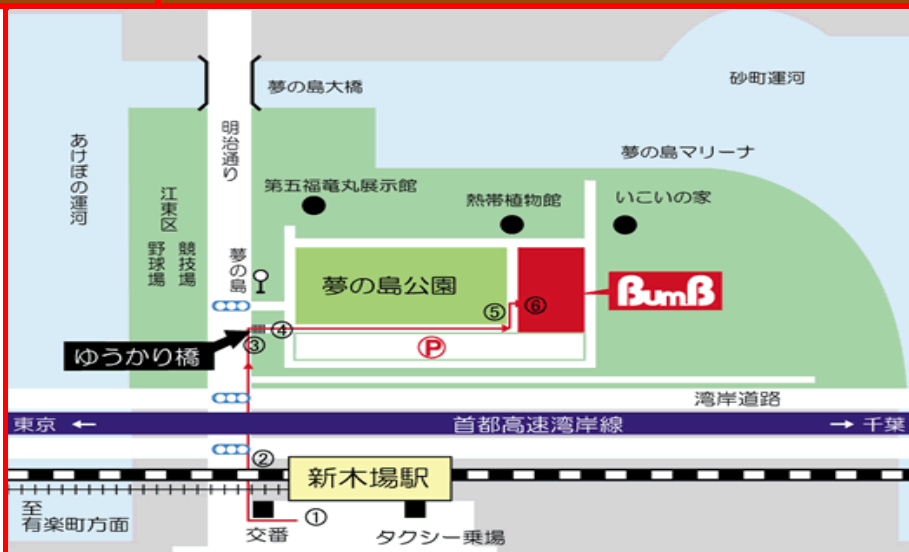 夢の島大橋
砂町運河
あけぼの運河
明治通り
夢の島マリーナ
第五福竜丸展示館
熱帯植物館
いこいの家
江東区
野球場
競技場
夢の島
夢の島公園
BumB
⑤
⑥
④
③
ゆうかり橋
P
湾岸道路
東京 ←
首都高速湾岸線
→ 千葉
②
新木場駅
至
有楽町方面
①
交番
タクシー乗場